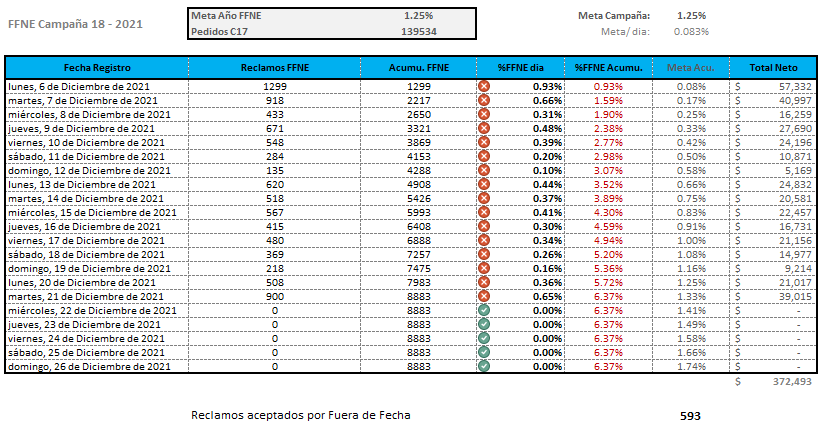 FFNE Campaña 18 - 2021
Meta Año FFNE 1.25%
Pedidos C17 139534
Meta Campaña: 1.25%
Meta/dia: 0.083%
Fecha Registro Reclamos FFNE Acumu. FFNE %FFNE dia %FFNE Acumu. Meta Acu. Total Neto
lunes, 6 de Diciembre de 2021 1299 1299 0.93% 0.93% 0.08% $ 57,332
martes, 7 de Diciembre de 2021 918 2217 0.66% 1.59% 0.17% $ 40,997
miércoles, 8 de Diciembre de 2021 433 2650 0.31% 1.90% 0.25% $ 16,259
jueves, 9 de Diciembre de 2021 671 3321 0.48% 2.38% 0.33% $ 27,690
viernes, 10 de Diciembre de 2021 548 3869 0.39% 2.77% 0.42% $ 24,196
sábado, 11 de Diciembre de 2021 284 4153 0.20% 2.98% 0.50% $ 10,871
domingo, 12 de Diciembre de 2021 135 4288 0.10% 3.07% 0.58% $ 5,169
lunes, 13 de Diciembre de 2021 620 4908 0.44% 3.52% 0.66% $ 24,832
martes, 14 de Diciembre de 2021 518 5426 0.37% 3.89% 0.75% $ 20,581
miércoles, 15 de Diciembre de 2021 567 5993 0.41% 4.30% 0.83% $ 22,457
jueves, 16 de Diciembre de 2021 415 6408 0.30% 4.59% 0.91% $ 16,731
viernes, 17 de Diciembre de 2021 480 6888 0.34% 4.94% 1.00% $ 21,156
sábado, 18 de Diciembre de 2021 369 7257 0.26% 5.20% 1.08% $ 14,977
domingo, 19 de Diciembre de 2021 218 7475 0.16% 5.36% 1.16% $ 9,214
lunes, 20 de Diciembre de 2021 508 7983 0.36% 5.72% 1.25% $ 21,017
martes, 21 de Diciembre de 2021 900 8883 0.65% 6.37% 1.33% $ 39,015
miércoles, 22 de Diciembre de 2021 0 8883 0.00% 6.37% 1.41% $ -
jueves, 23 de Diciembre de 2021 0 8883 0.00% 6.37% 1.49% $ -
viernes, 24 de Diciembre de 2021 0 8883 0.00% 6.37% 1.58% $ -
sábado, 25 de Diciembre de 2021 0 8883 0.00% 6.37% 1.66% $ -
domingo, 26 de Diciembre de 2021 0 8883 0.00% 6.37% 1.74% $ -
$ 372,493
Reclamos aceptados por Fuera de Fecha 593